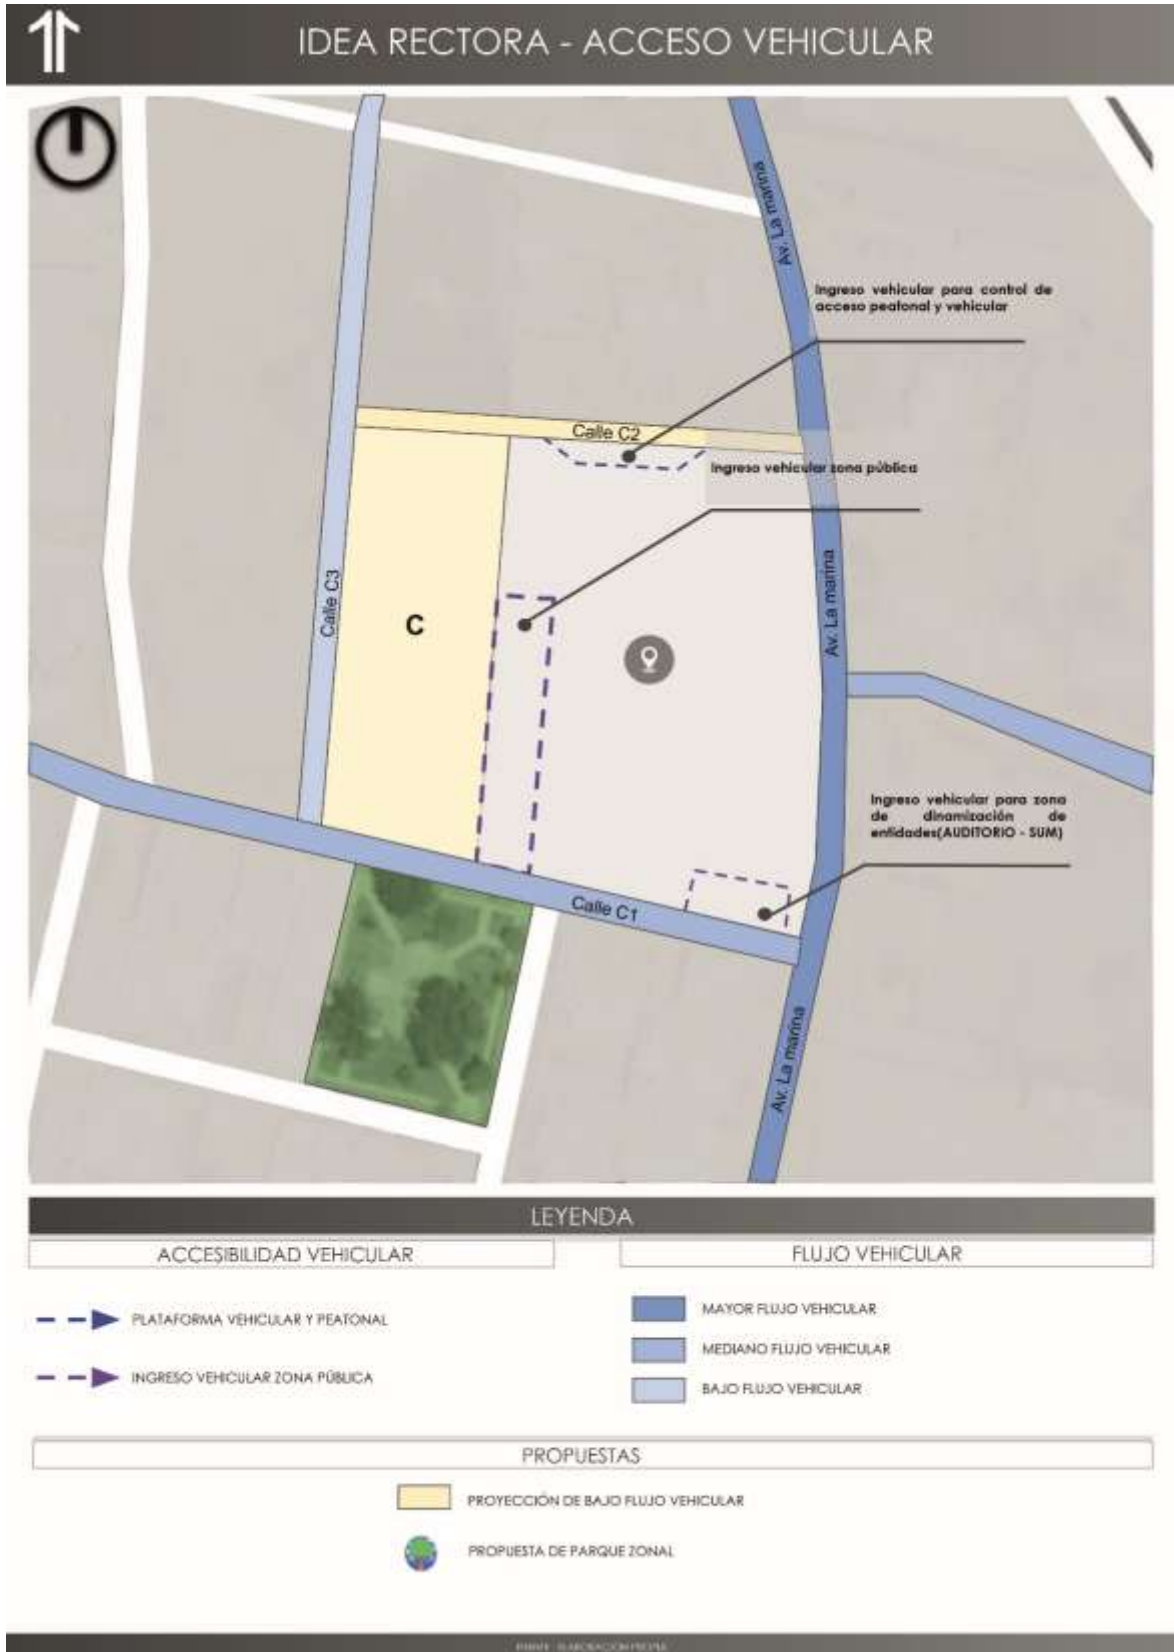 IDEA RECTORA - ACCESO VEHICULAR
Av. La marina
Ingreso vehicular para control de
acceso peatonal y vehicular
Calle C2
Ingreso vehicular zona pública
Calle C3
C
Av. La marina
Ingreso vehicular para zona
de dinamización de
entidades(AUDITORIO - SUM)
Calle C1
Av. La marina
LEYENDA
ACCESIBILIDAD VEHICULAR
FLUJO VEHICULAR
PLATAFORMA VEHICULAR Y PEATONAL
INGRESO VEHICULAR ZONA PÚBLICA
MAYOR FLUJO VEHICULAR
MEDIANO FLUJO VEHICULAR
BAJO FLUJO VEHICULAR
PROPUESTAS
PROYECCIÓN DE BAJO FLUJO VEHICULAR
PROPUESTA DE PARQUE ZONAL
FUENTE - ELABORACIÓN PROPIA